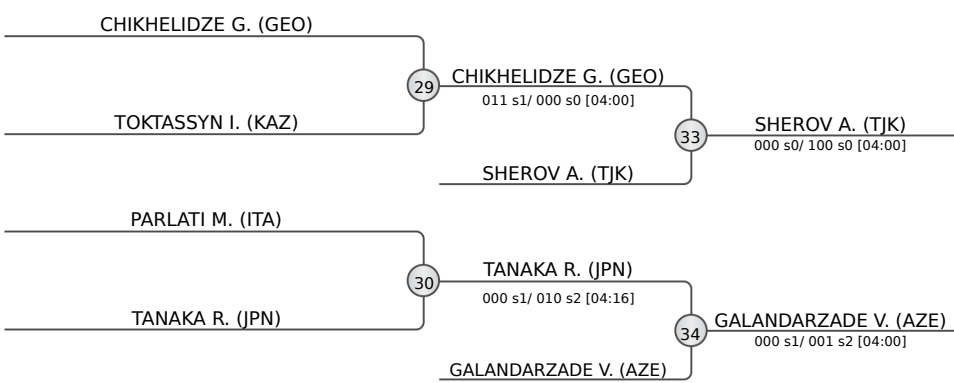 CHIKHELIDZE G. (GEO)
29
CHIKHELIDZE G. (GEO)
011 s1/ 000 s0 [04:00]
TOKTASSYN I. (KAZ)
33
SHEROV A. (TJK)
000 s0/ 100 s0 [04:00]
SHEROV A. (TJK)
PARLATI M. (ITA)
30
TANAKA R. (JPN)
000 s1/ 010 s2 [04:16]
TANAKA R. (JPN)
34
GALANDARZADE V. (AZE)
000 s1/ 001 s2 [04:00]
GALANDARZADE V. (AZE)